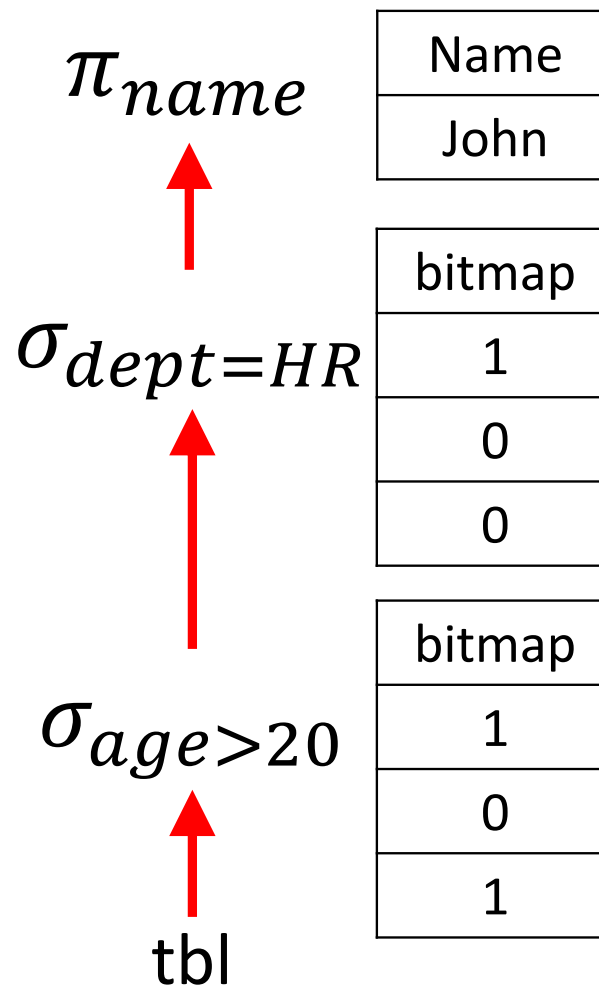 π_name
Name
John
σ_dept=HR
bitmap
1
0
0
σ_age>20
bitmap
1
0
1
tbl